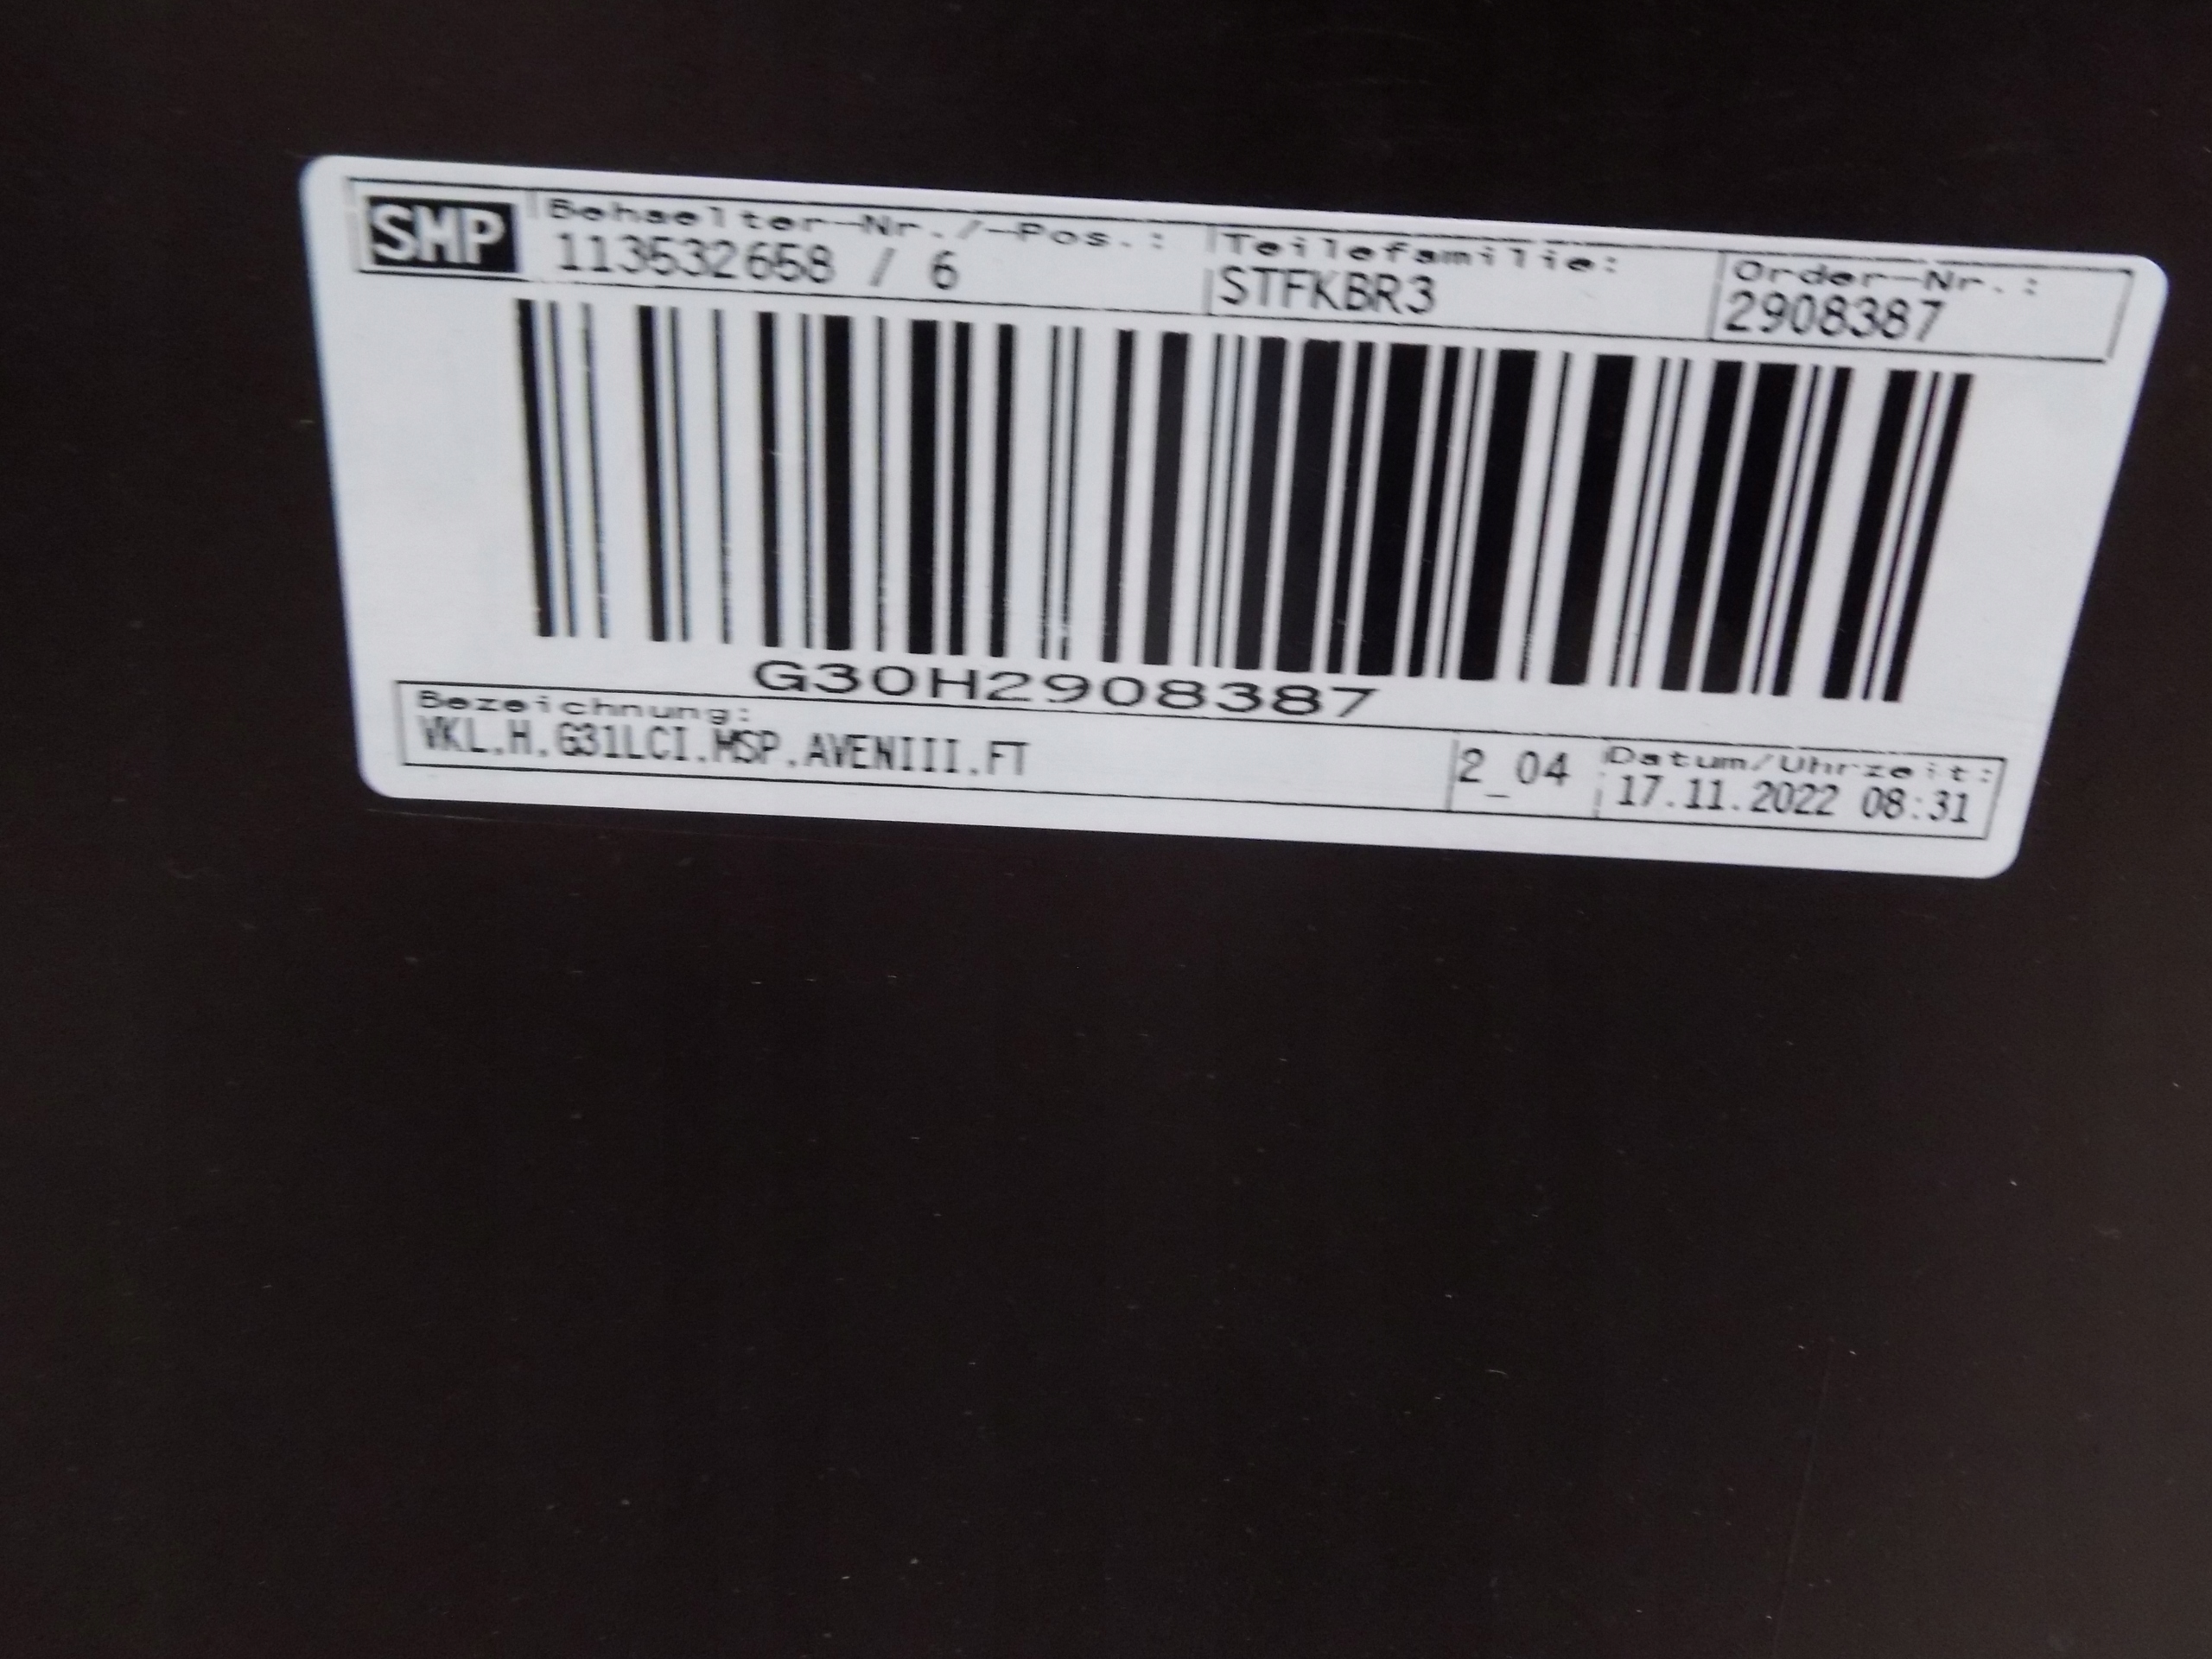 SMP
Behaelter-Nr./-Pos.: Teilefamilie: Order-Nr.:
113532658 / 6 STFKBR3 2908387
G30H2908387
Bezeichnung: Datum/Uhrzeit:
VKL.H.G31LCI.MSP.AVENIII.FT 2_04 17.11.2022 08:31